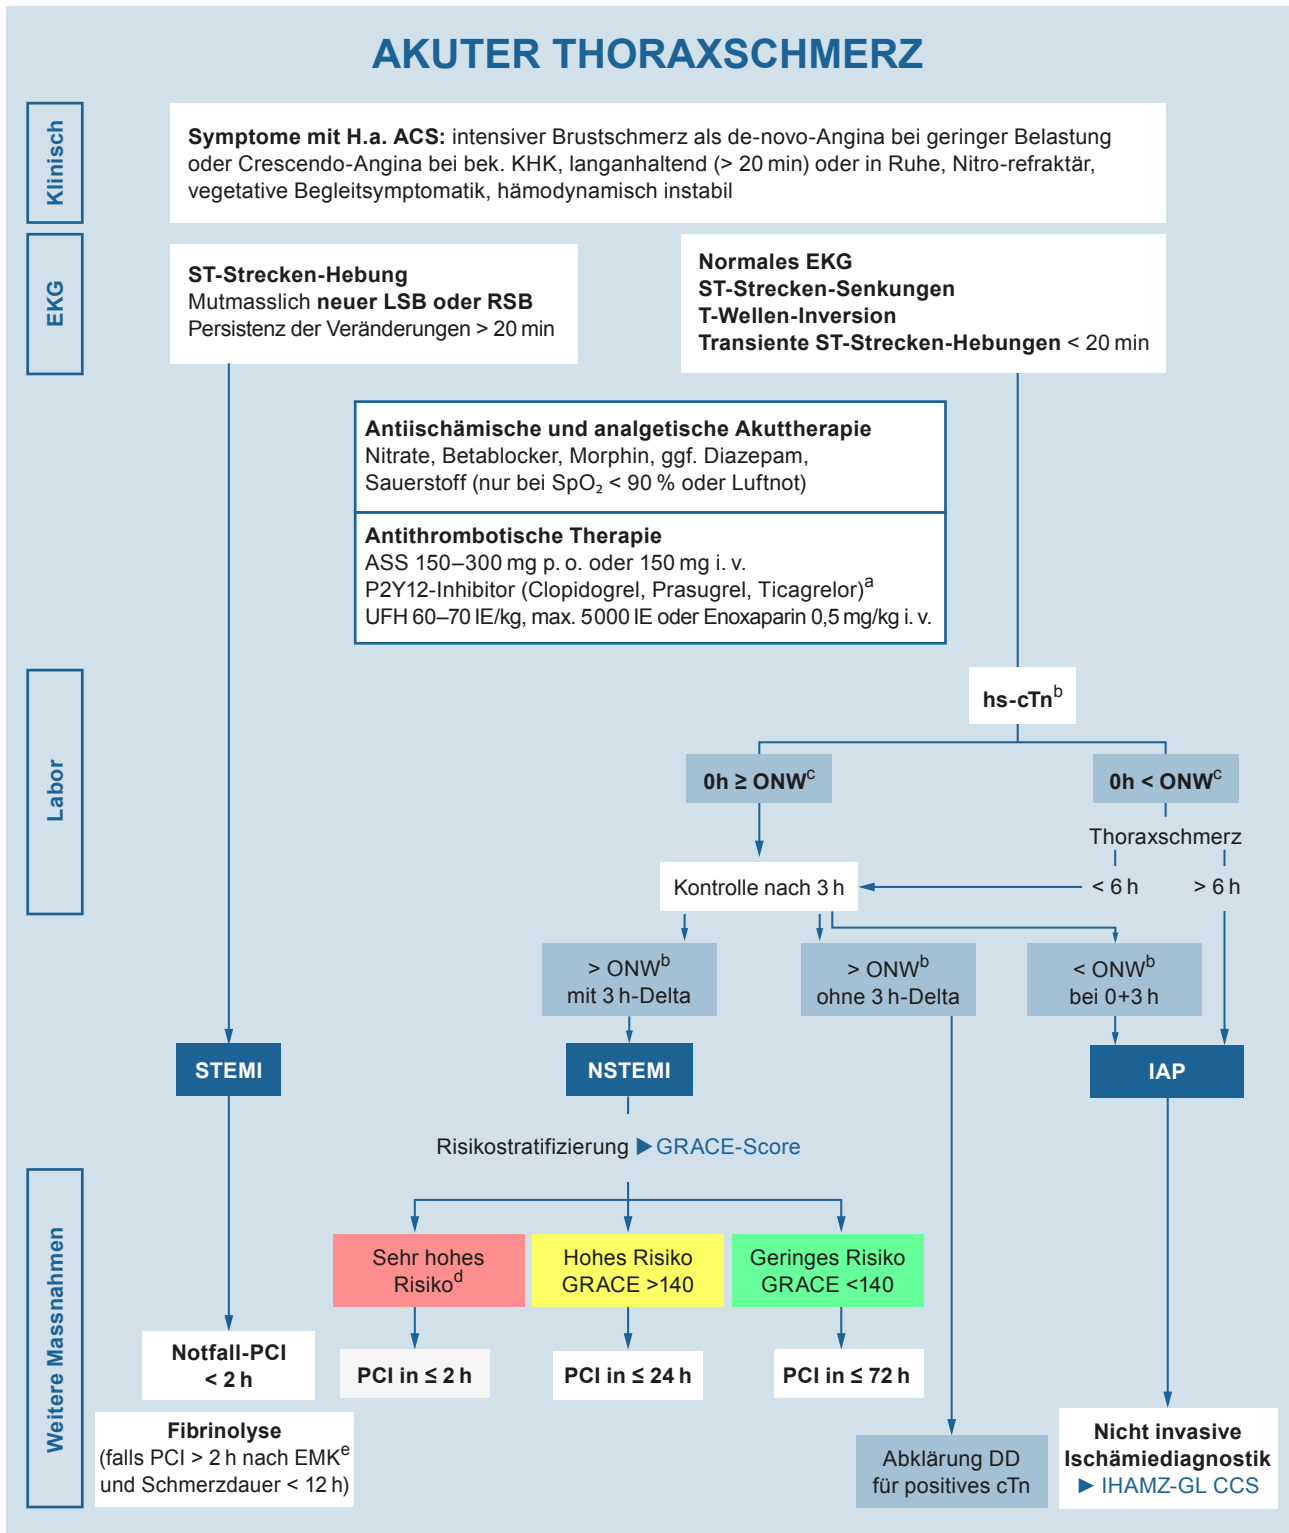 AKUTER THORAXSCHMERZ
Klinisch
Symptome mit H.a. ACS: intensiver Brustschmerz als de-novo-Angina bei geringer Belastung
oder Crescendo-Angina bei bek. KHK, langanhaltend (> 20 min) oder in Ruhe, Nitro-refraktär,
vegetative Begleitsymptomatik, hämodynamisch instabil
EKG
ST-Strecken-Hebung
Mutmasslich neuer LSB oder RSB
Persistenz der Veränderungen > 20 min
Normales EKG
ST-Strecken-Senkungen
T-Wellen-Inversion
Transiente ST-Strecken-Hebungen < 20 min
Antiischämische und analgetische Akuttherapie
Nitrate, Betablocker, Morphin, ggf. Diazepam,
Sauerstoff (nur bei SpO₂ < 90 % oder Luftnot)
Antithrombotische Therapie
ASS 150–300 mg p. o. oder 150 mg i. v.
P2Y12-Inhibitor (Clopidogrel, Prasugrel, Ticagrelor)a
UFH 60–70 IE/kg, max. 5000 IE oder Enoxaparin 0,5 mg/kg i. v.
Labor
hs-cTnb
0h ≥ ONWc
0h < ONWc
Thoraxschmerz
Kontrolle nach 3 h
< 6 h
> 6 h
> ONWb
mit 3 h-Delta
> ONWb
ohne 3 h-Delta
< ONWb
bei 0+3 h
STEMI
NSTEMI
IAP
Risikostratifizierung ▶ GRACE-Score
Weitere Massnahmen
Sehr hohes
Risikod
Hohes Risiko
GRACE >140
Geringes Risiko
GRACE <140
Notfall-PCI
< 2 h
PCI in ≤ 2 h
PCI in ≤ 24 h
PCI in ≤ 72 h
Fibrinolyse
(falls PCI > 2 h nach EMKe
und Schmerzdauer < 12 h)
Abklärung DD
für positives cTn
Nicht invasive
Ischämiediagnostik
▶ IHAMZ-GL CCS